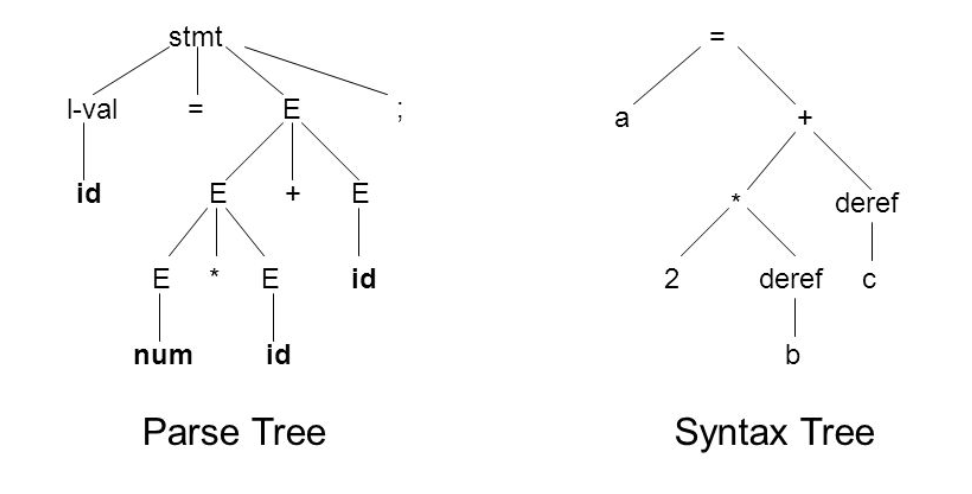 stmt =
l-val = E ; a +
id E + E * deref
E * E id 2 deref c
num id b
Parse Tree Syntax Tree